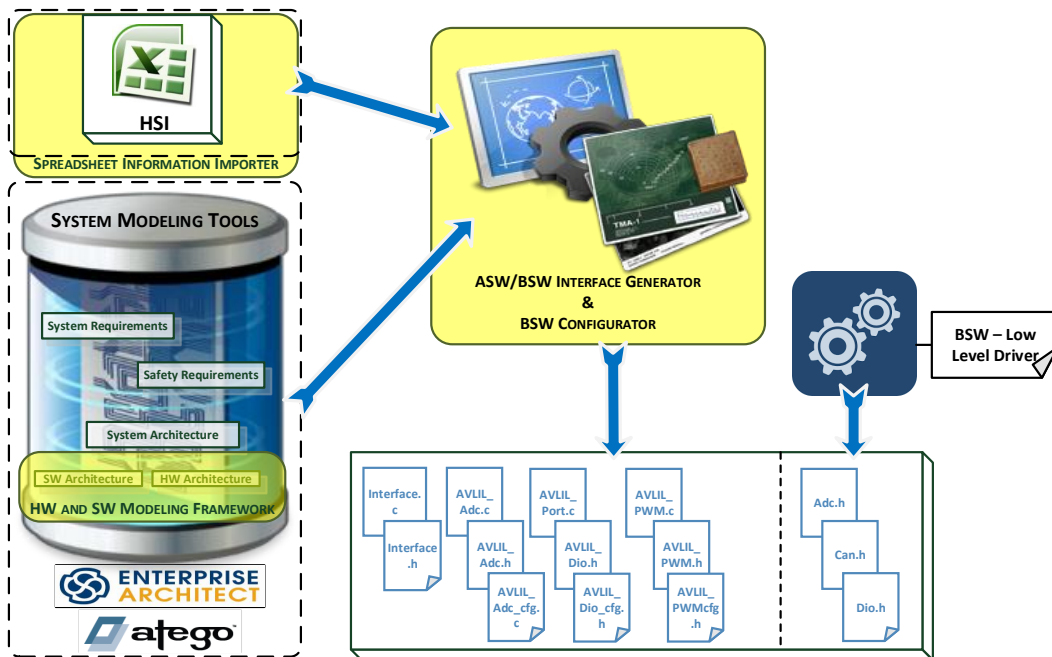 HSI
SPREADSHEET INFORMATION IMPORTER
SYSTEM MODELING TOOLS
System Requirements
Safety Requirements
System Architecture
SW Architecture
HW Architecture
HW AND SW MODELING FRAMEWORK
ENTERPRISE
ARCHITECT
atego™
TMA-1
ASW/BSW INTERFACE GENERATOR
&
BSW CONFIGURATOR
BSW – Low
Level Driver
Interface.
c
Interface
.h
AVLIL_
Adc.c
AVLIL_
Adc.h
AVLIL_
Adc_cfg.
c
AVLIL_
Port.c
AVLIL_
Dio.h
AVLIL_
Dio_cfg.
h
AVLIL_
PWM.c
AVLIL_
PWM.h
AVLIL_
PWMcfg
.h
Adc.h
Can.h
Dio.h